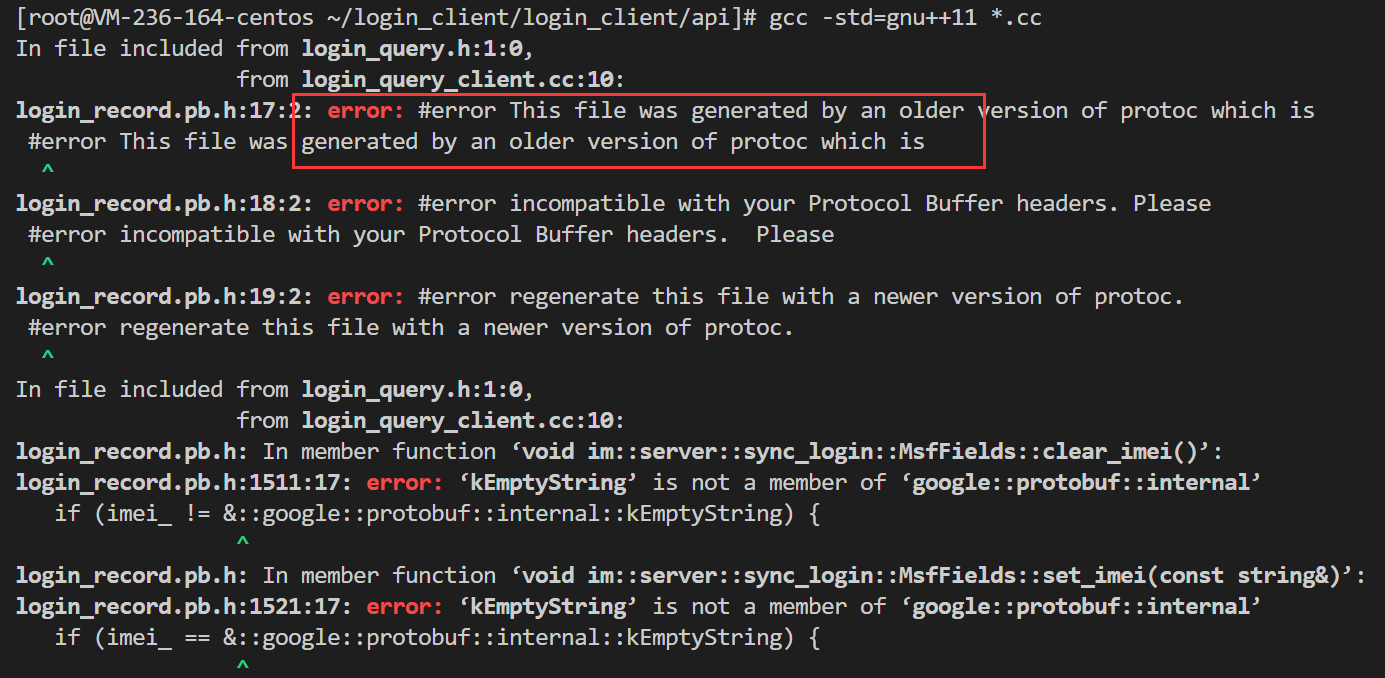 [root@VM-236-164-centos ~/login_client/login_client/api]# gcc -std=gnu++11 *.cc
In file included from login_query.h:1:0,
                 from login_query_client.cc:10:
login_record.pb.h:17:2: error: #error This file was generated by an older version of protoc which is
 #error This file was generated by an older version of protoc which is
  ^
login_record.pb.h:18:2: error: #error incompatible with your Protocol Buffer headers. Please
 #error incompatible with your Protocol Buffer headers.  Please
  ^
login_record.pb.h:19:2: error: #error regenerate this file with a newer version of protoc.
 #error regenerate this file with a newer version of protoc.
  ^
In file included from login_query.h:1:0,
                 from login_query_client.cc:10:
login_record.pb.h: In member function ‘void im::server::sync_login::MsfFields::clear_imei()’:
login_record.pb.h:1511:17: error: ‘kEmptyString’ is not a member of ‘google::protobuf::internal’
   if (imei_ != &::google::protobuf::internal::kEmptyString) {
                 ^
login_record.pb.h: In member function ‘void im::server::sync_login::MsfFields::set_imei(const string&)’:
login_record.pb.h:1521:17: error: ‘kEmptyString’ is not a member of ‘google::protobuf::internal’
   if (imei_ == &::google::protobuf::internal::kEmptyString) {
                 ^